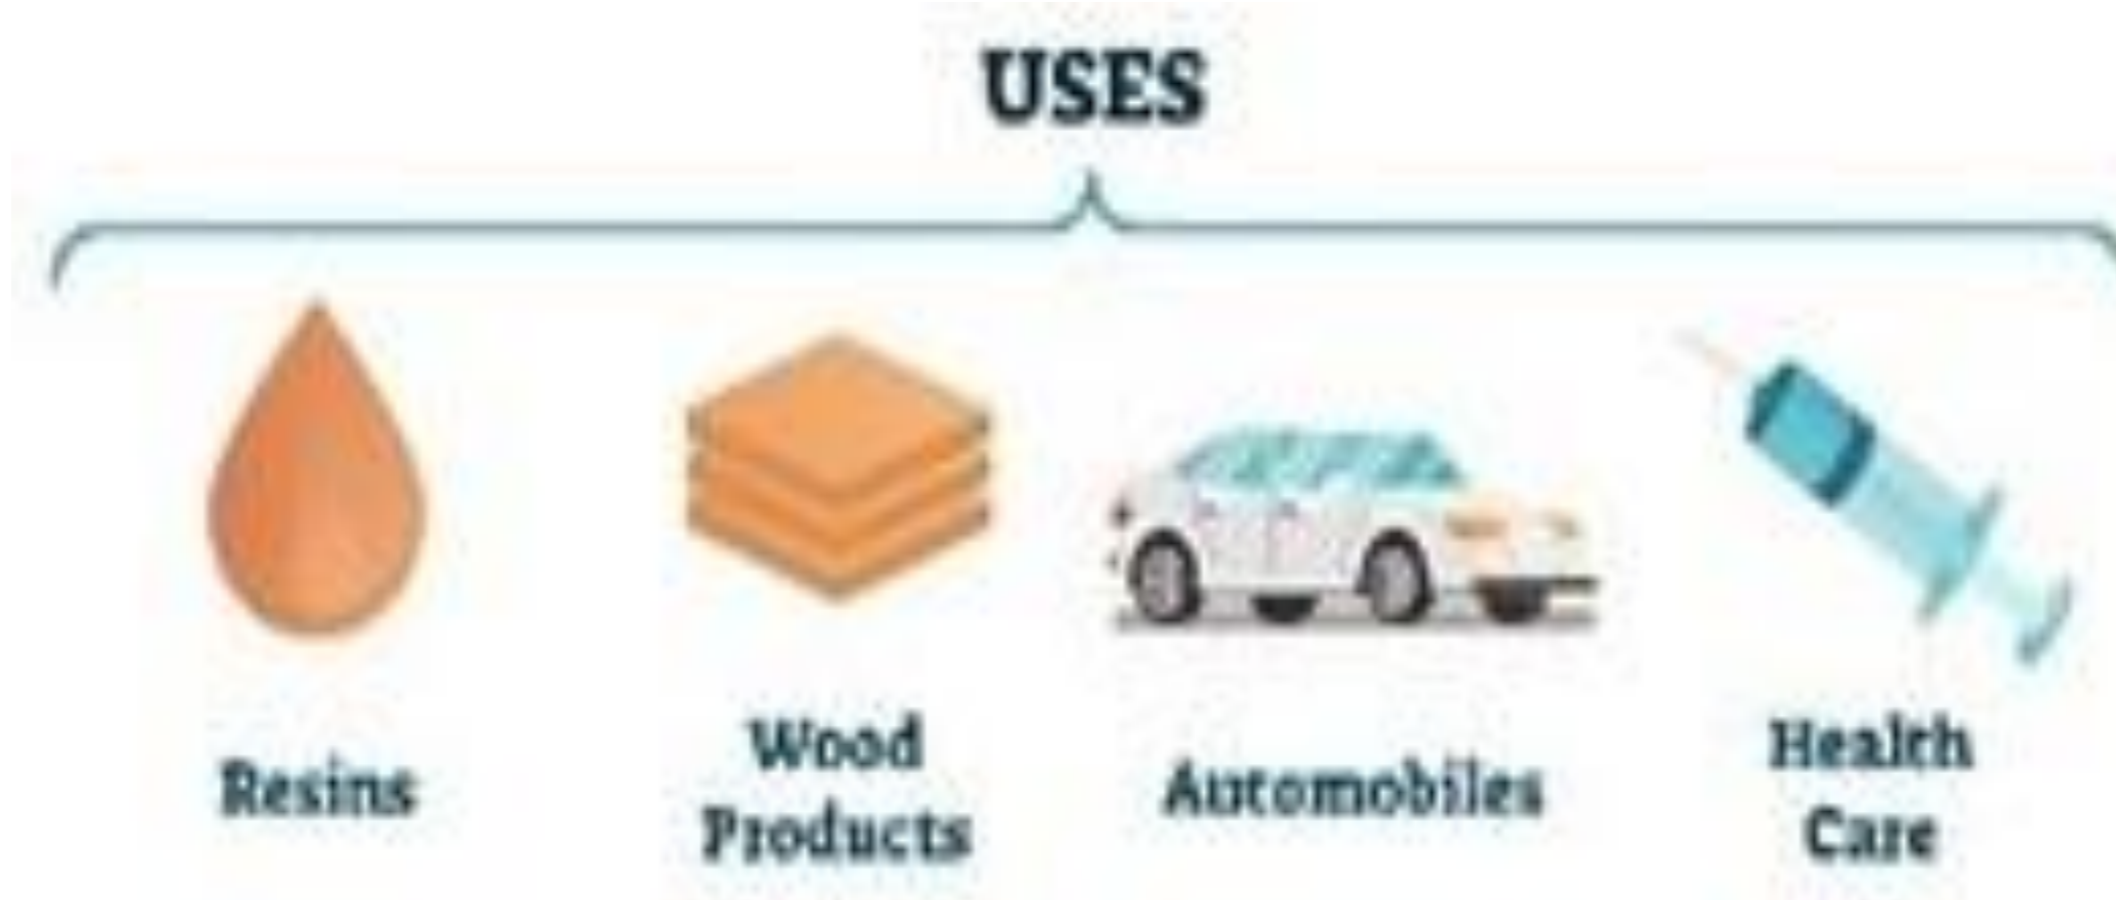 USES
Resins
Wood
Products
Automobiles
Health
Care